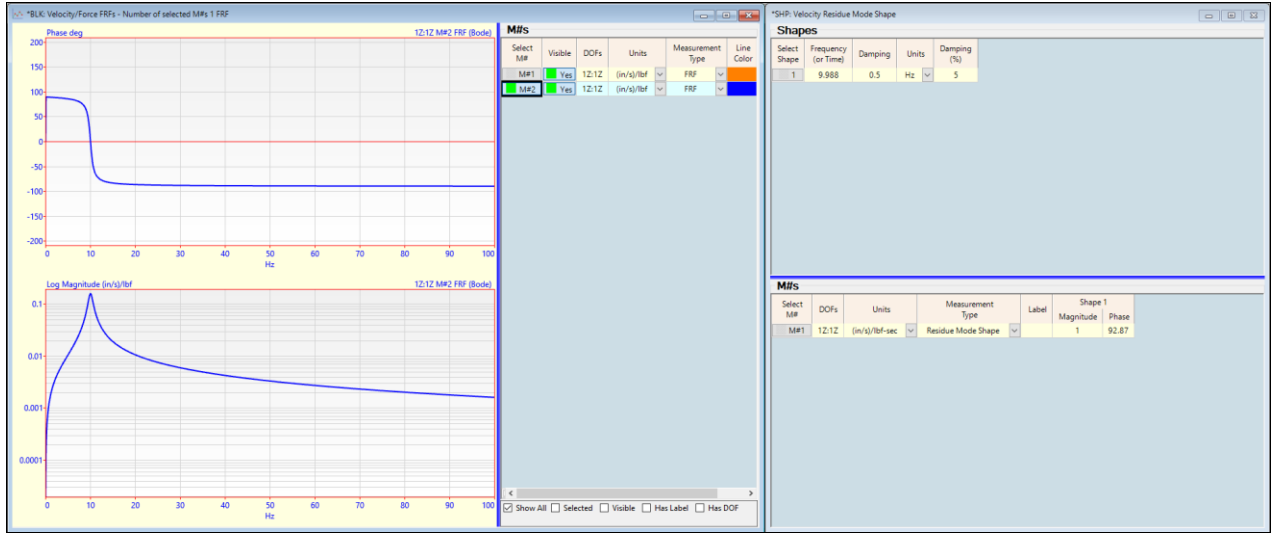 *BLK: Velocity/Force FRFs - Number of selected M#s 1 FRF
Phase deg 1Z:1Z M#2 FRF (Bode)
200
150
100
50
0
-50
-100
-150
-200
0 10 20 30 40 50 60 70 80 90 100
Hz
Log Magnitude (in/s)/lbf 1Z:1Z M#2 FRF (Bode)
0.1
0.01
0.001
0.0001
0 10 20 30 40 50 60 70 80 90 100
Hz
M#s
Select M# Visible DOFs Units Measurement Type Line Color
M#1 Yes 1Z:1Z (in/s)/lbf FRF
M#2 Yes 1Z:1Z (in/s)/lbf FRF
Show All Selected Visible Has Label Has DOF
*SHP: Velocity Residue Mode Shape
Shapes
Select Shape Frequency (or Time) Damping Units Damping (%)
1 9.988 0.5 Hz 5
M#s
Select M# DOFs Units Measurement Type Label Shape 1 Magnitude Phase
M#1 1Z:1Z (in/s)/lbf-sec Residue Mode Shape 1 92.87